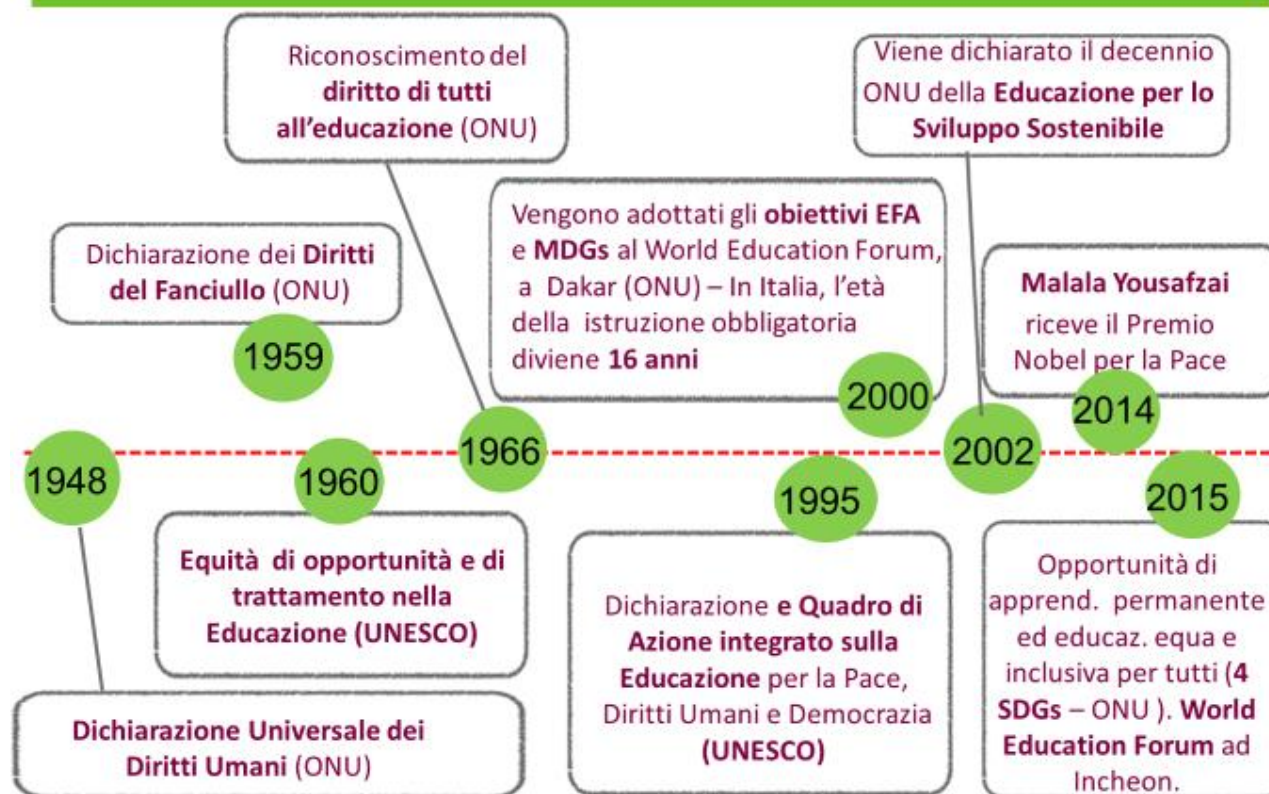 Riconoscimento del
diritto di tutti
all'educazione (ONU)
Viene dichiarato il decennio
ONU della Educazione per lo
Sviluppo Sostenibile
Dichiarazione dei Diritti
del Fanciullo (ONU)
1959
Vengono adottati gli obiettivi EFA
e MDGs al World Education Forum,
a Dakar (ONU) – In Italia, l'età
della istruzione obbligatoria
diviene 16 anni
2000
Malala Yousafzai
riceve il Premio
Nobel per la Pace
2014
1948
1960
1966
1995
2002
2015
Equità di opportunità e di
trattamento nella
Educazione (UNESCO)
Dichiarazione Universale dei
Diritti Umani (ONU)
Dichiarazione e Quadro di
Azione integrato sulla
Educazione per la Pace,
Diritti Umani e Democrazia
(UNESCO)
Opportunità di
apprend. permanente
ed educaz. equa e
inclusiva per tutti (4
SDGs – ONU ). World
Education Forum ad
Incheon.